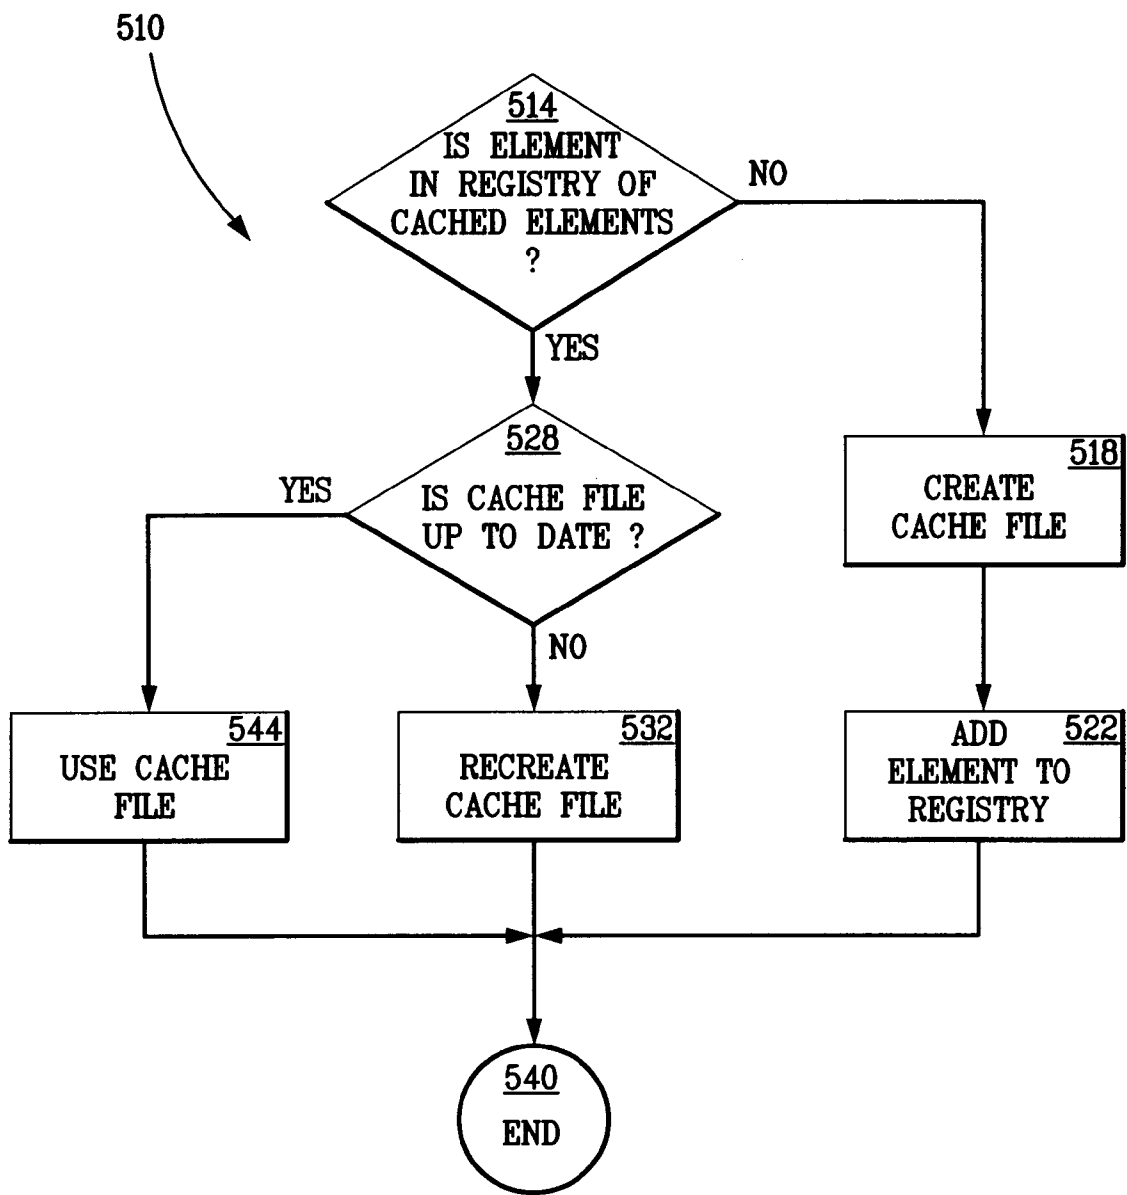 510
514
IS ELEMENT
IN REGISTRY OF
CACHED ELEMENTS
?
NO
YES
528
IS CACHE FILE
UP TO DATE ?
YES
NO
518
CREATE
CACHE FILE
544
USE CACHE
FILE
532
RECREATE
CACHE FILE
522
ADD
ELEMENT TO
REGISTRY
540
END